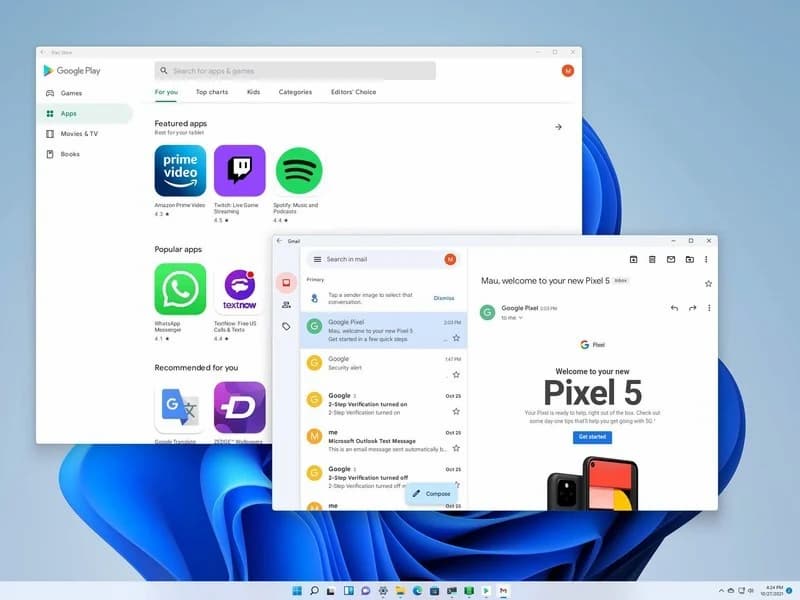 Play Store
Google Play
Search for apps & games
M
Games
Apps
Movies & TV
Books
For you
Top charts
Kids
Categories
Editors' Choice
Featured apps
Best for your tablet
prime
video
Amazon Prime Video
4.3 ★
Twitch: Live Game
Streaming
4.5 ★
Spotify: Music and
Podcasts
4.4 ★
Popular apps
WhatsApp
Messenger
4.1 ★
textnow
TextNow: Free US
Calls & Texts
4.4 ★
Recommended for you
G
Google Translate
ZEDGE™ Wallpapers
Gmail
Search in mail
M
Primary
Tap a sender image to select that
conversation.
Dismiss
G
Google Pixel
2:03 PM
Mau, welcome to your new Pixel 5
Get started in a few quick steps
G
Google
1:47 PM
Security alert
G
Google 2
Oct 25
2-Step Verification turned on
2-Step Verification turned on
M
me
Oct 25
Microsoft Outlook Test Message
This is an email message sent automatically b...
G
Google
Oct 25
2-Step Verification turned off
2-Step Verification turned off
me
Compose
Mau, welcome to your new Pixel 5
Inbox
G
Google Pixel 2:03 PM
to me
G Pixel
Welcome to your new
Pixel 5
Your Pixel is ready to help, right out of the box. Check out
some day-one tips that'll help you get going with 5G.¹
Get started
4:24 PM
10/27/2021